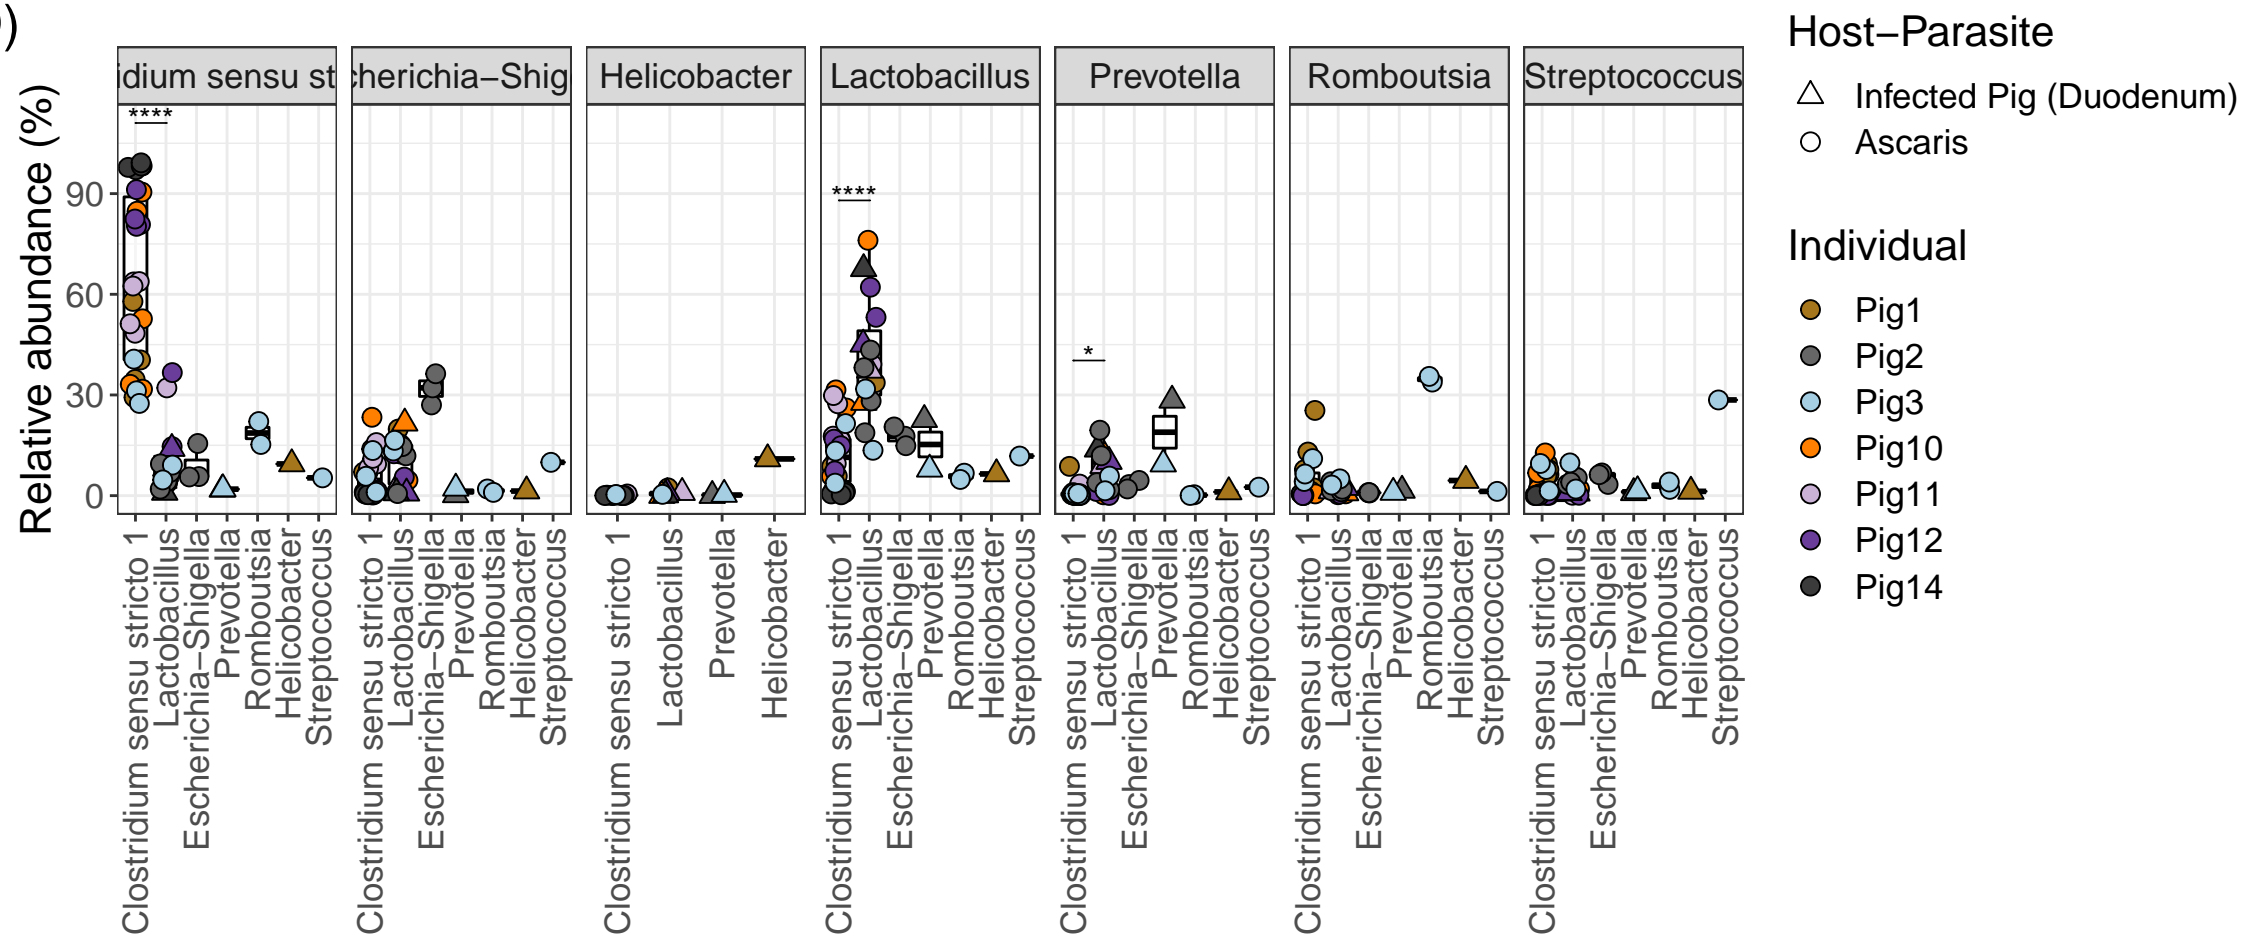 )
idium sensu st
cherichia−Shig
Helicobacter
Lactobacillus
Prevotella
Romboutsia
Streptococcus
Relative abundance (%)
90
60
30
0
****
****
*
Clostridium sensu stricto 1
Lactobacillus
Escherichia−Shigella
Prevotella
Romboutsia
Helicobacter
Streptococcus
Clostridium sensu stricto 1
Lactobacillus
Escherichia−Shigella
Prevotella
Romboutsia
Helicobacter
Streptococcus
Clostridium sensu stricto 1
Lactobacillus
Prevotella
Helicobacter
Clostridium sensu stricto 1
Lactobacillus
Escherichia−Shigella
Prevotella
Romboutsia
Helicobacter
Streptococcus
Clostridium sensu stricto 1
Lactobacillus
Escherichia−Shigella
Prevotella
Romboutsia
Helicobacter
Streptococcus
Clostridium sensu stricto 1
Lactobacillus
Escherichia−Shigella
Prevotella
Romboutsia
Helicobacter
Streptococcus
Clostridium sensu stricto 1
Lactobacillus
Escherichia−Shigella
Prevotella
Romboutsia
Helicobacter
Streptococcus
Host−Parasite
Infected Pig (Duodenum)
Ascaris
Individual
Pig1
Pig2
Pig3
Pig10
Pig11
Pig12
Pig14